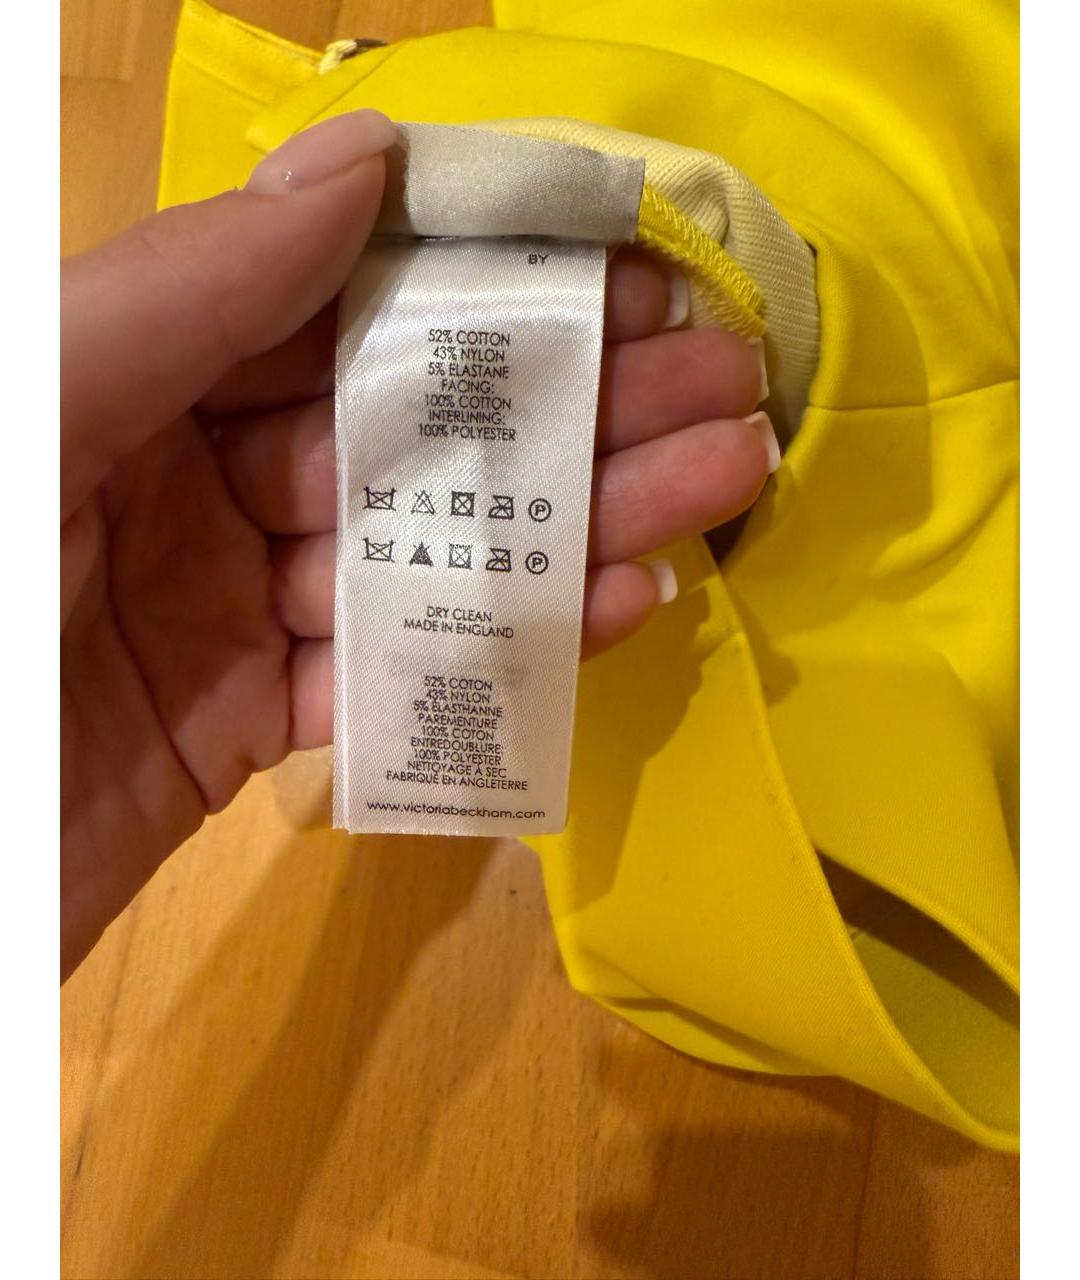 BY
52% COTTON
43% NYLON
5% ELASTANE
FACING:
100% COTTON
INTERLINING:
100% POLYESTER
P
P
DRY CLEAN
MADE IN ENGLAND
52% COTON
43% NYLON
5% ÉLASTHANNE
PAREMENTURE
100% COTON
ENTREDOUBLURE:
100% POLYESTER
NETTOYAGE À SEC
FABRIQUÉ EN ANGLETERRE
www.victoriabeckham.com